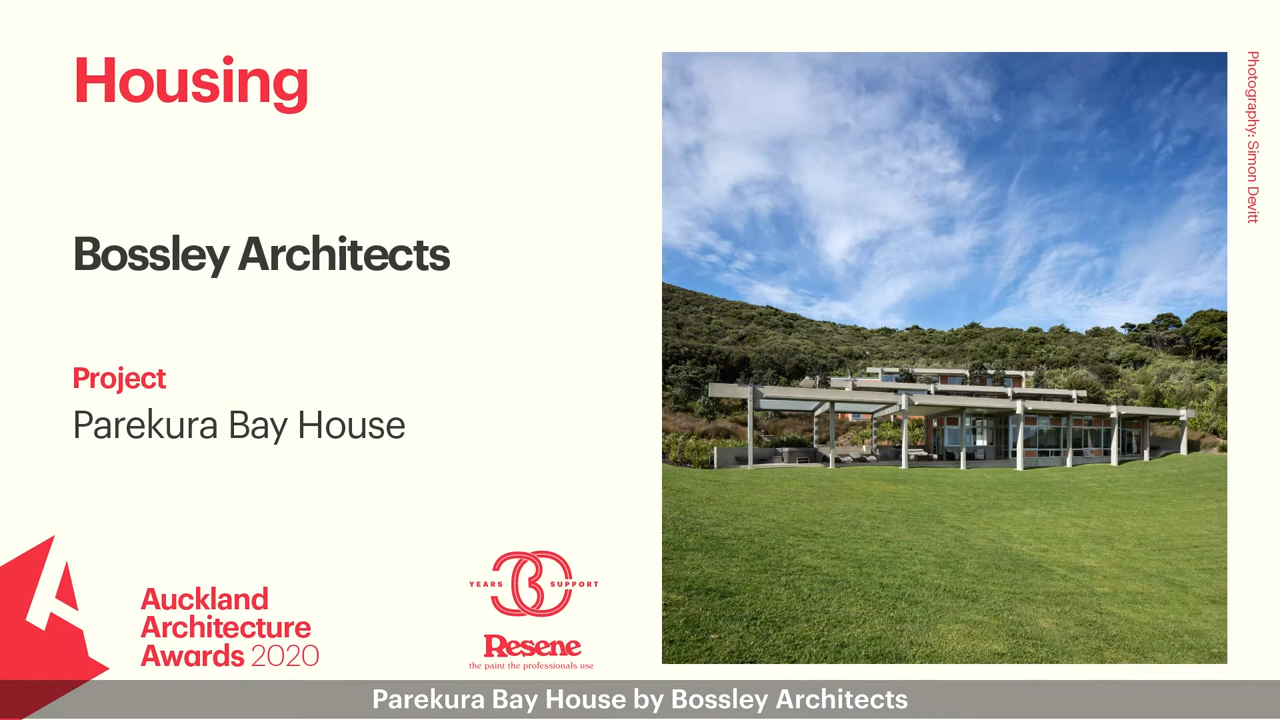 Housing
Bossley Architects
Project
Parekura Bay House
Auckland
Architecture
Awards 2020
YEARS 30 SUPPORT
Resene
the paint the professionals use
Photography: Simon Devitt
Parekura Bay House by Bossley Architects